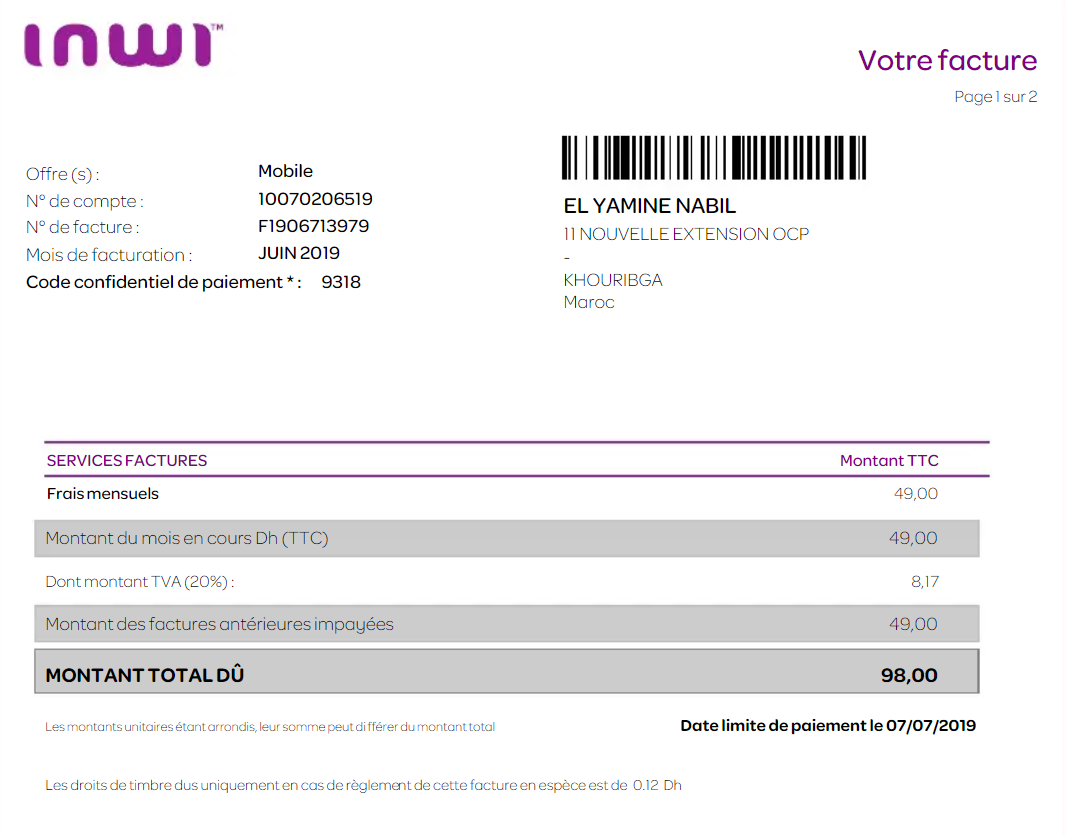 inwi™
Votre facture
Page 1 sur 2
Offre (s) : Mobile
N° de compte : 10070206519
N° de facture : F1906713979
Mois de facturation : JUIN 2019
Code confidentiel de paiement * : 9318
EL YAMINE NABIL
11 NOUVELLE EXTENSION OCP
-
KHOURIBGA
Maroc
SERVICES FACTURES Montant TTC
Frais mensuels 49,00
Montant du mois en cours Dh (TTC) 49,00
Dont montant TVA (20%) : 8,17
Montant des factures antérieures impayées 49,00
MONTANT TOTAL DÛ 98,00
Les montants unitaires étant arrondis, leur somme peut différer du montant total
Date limite de paiement le 07/07/2019
Les droits de timbre dus uniquement en cas de règlement de cette facture en espèce est de 0.12 Dh